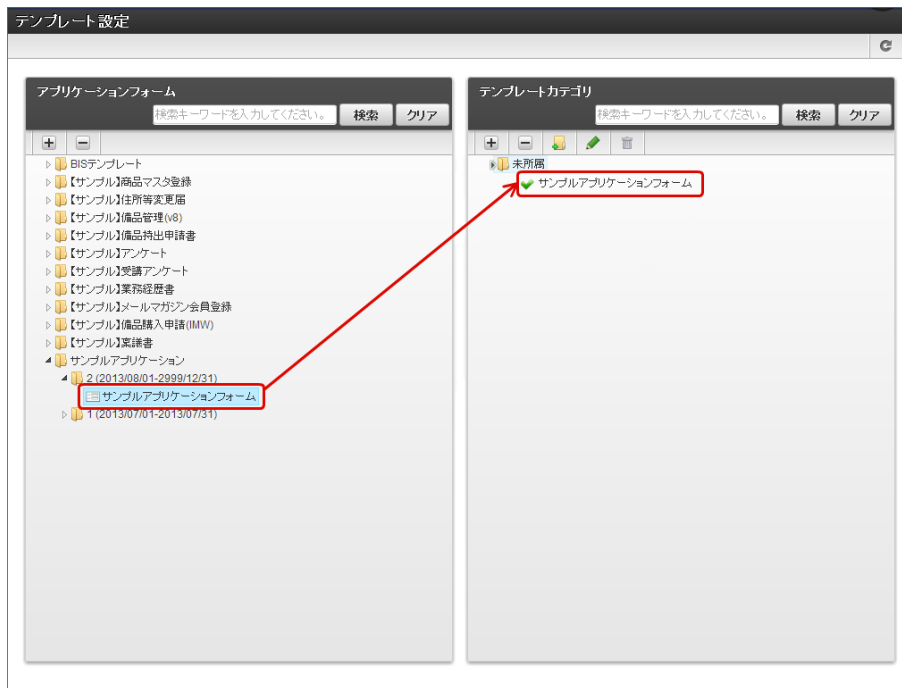 テンプレート設定
アプリケーションフォーム
検索キーワードを入力してください。 検索 クリア
BISテンプレート
【サンプル】商品マスタ登録
【サンプル】住所等変更届
【サンプル】備品管理(v8)
【サンプル】備品持出申請書
【サンプル】アンケート
【サンプル】受講アンケート
【サンプル】業務経歴書
【サンプル】メールマガジン会員登録
【サンプル】備品購入申請(IMW)
【サンプル】稟議書
サンプルアプリケーション
2 (2013/08/01-2999/12/31)
サンプルアプリケーションフォーム
1 (2013/07/01-2013/07/31)
テンプレートカテゴリ
検索キーワードを入力してください。 検索 クリア
未所属
サンプルアプリケーションフォーム